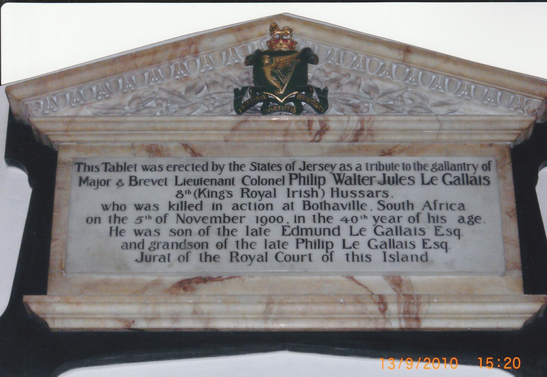 This Tablet was erected by the States of Jersey as a tribute to the gallantry of
Major & Brevet Lieutenant Colonel Philip Walter Jules Le Gallais
8th (King's Royal Irish) Hussars,
who was killed in action at Bothaville, South Africa
on the 5th of November 1900, in the 40th year of his age.
He was son of the late Edmund Le Gallais Esq.
and grandson of the late Philip Le Gallais Esq.
Jurat of the Royal Court of this Island.
13/9/2010 15:20